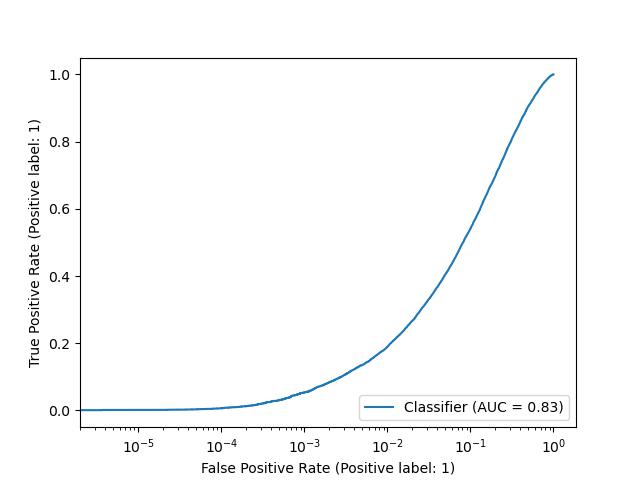 1.0
0.8
0.6
0.4
0.2
0.0
True Positive Rate (Positive label: 1)
Classifier (AUC = 0.83)
10⁻⁵ 10⁻⁴ 10⁻³ 10⁻² 10⁻¹ 10⁰
False Positive Rate (Positive label: 1)